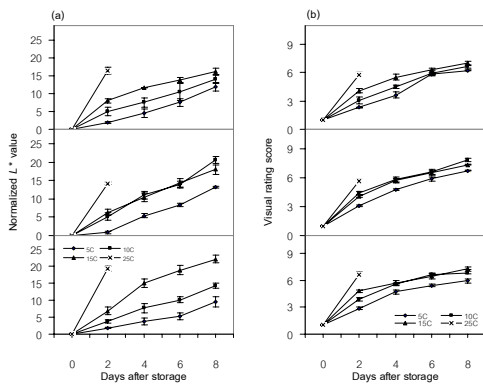 (a)
(b)
25
20
15
10
5
0
25
20
15
10
5
0
25
20
15
10
5
0
Normalized L* value
5C 10C
15C 25C
0 2 4 6 8
Days after storage
9
6
3
0
9
6
3
0
9
6
3
0
Visual rating score
5C 10C
15C 25C
0 2 4 6 8
Days after storage